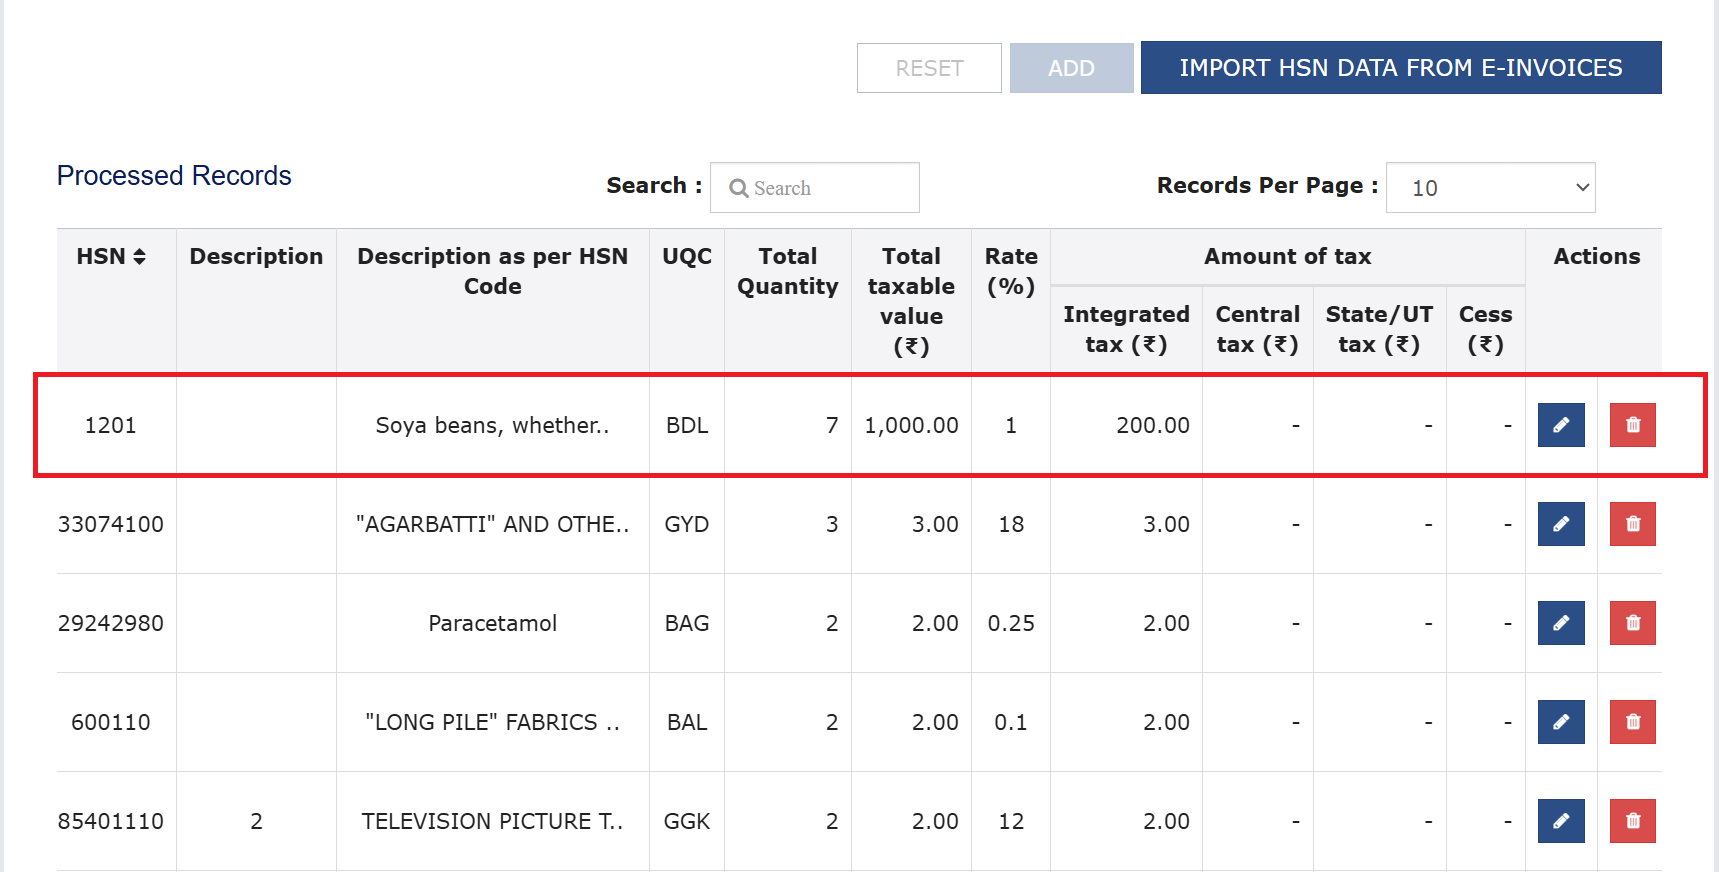 RESET ADD IMPORT HSN DATA FROM E-INVOICES
Processed Records Search : Search Records Per Page : 10
HSN Description Description as per HSN Code UQC Total Quantity Total taxable value (₹) Rate (%) Amount of tax Actions
Integrated tax (₹) Central tax (₹) State/UT tax (₹) Cess (₹)
1201 Soya beans, whether.. BDL 7 1,000.00 1 200.00 - - -
33074100 "AGARBATTI" AND OTHE.. GYD 3 3.00 18 3.00 - - -
29242980 Paracetamol BAG 2 2.00 0.25 2.00 - - -
600110 "LONG PILE" FABRICS .. BAL 2 2.00 0.1 2.00 - - -
85401110 2 TELEVISION PICTURE T.. GGK 2 2.00 12 2.00 - - -